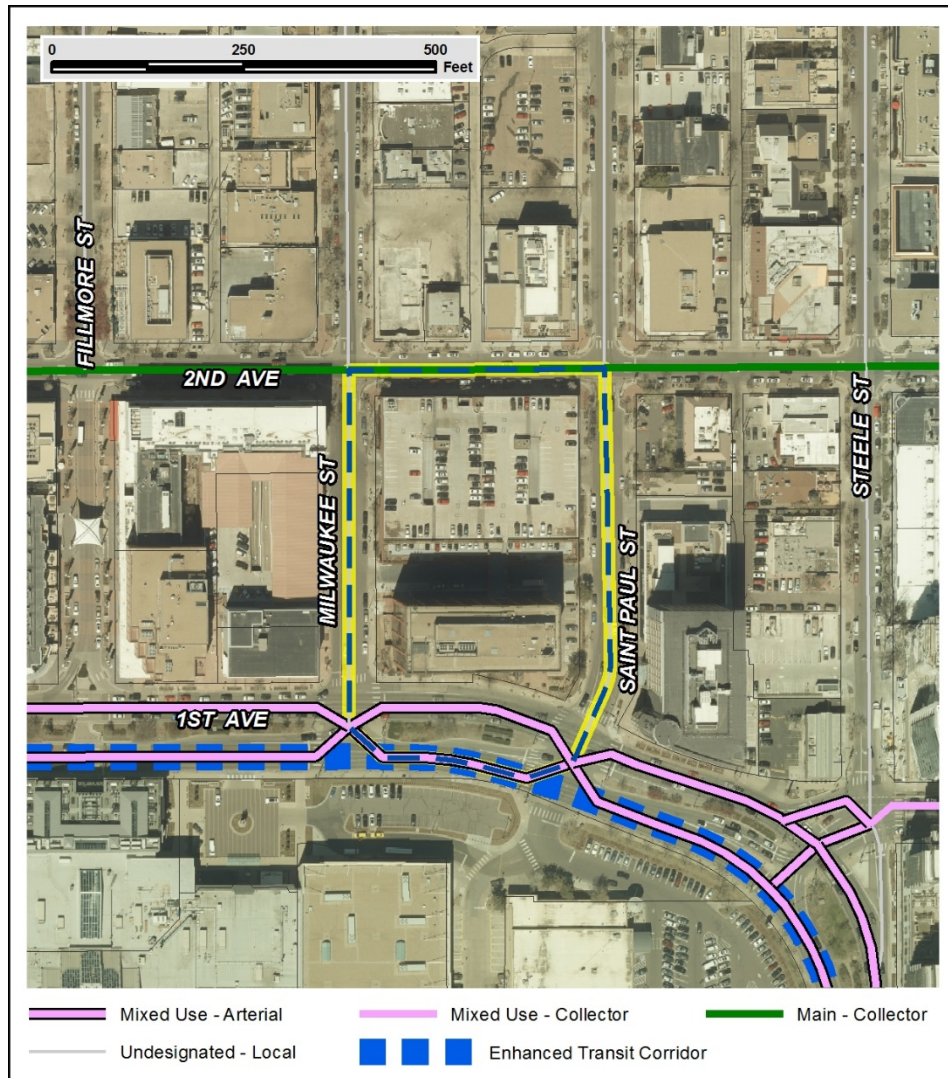 0 250 500
Feet
FILLMORE ST
2ND AVE
MILWAUKEE ST
SAINT PAUL ST
STEELE ST
1ST AVE
Mixed Use - Arterial Mixed Use - Collector Main - Collector
Undesignated - Local Enhanced Transit Corridor